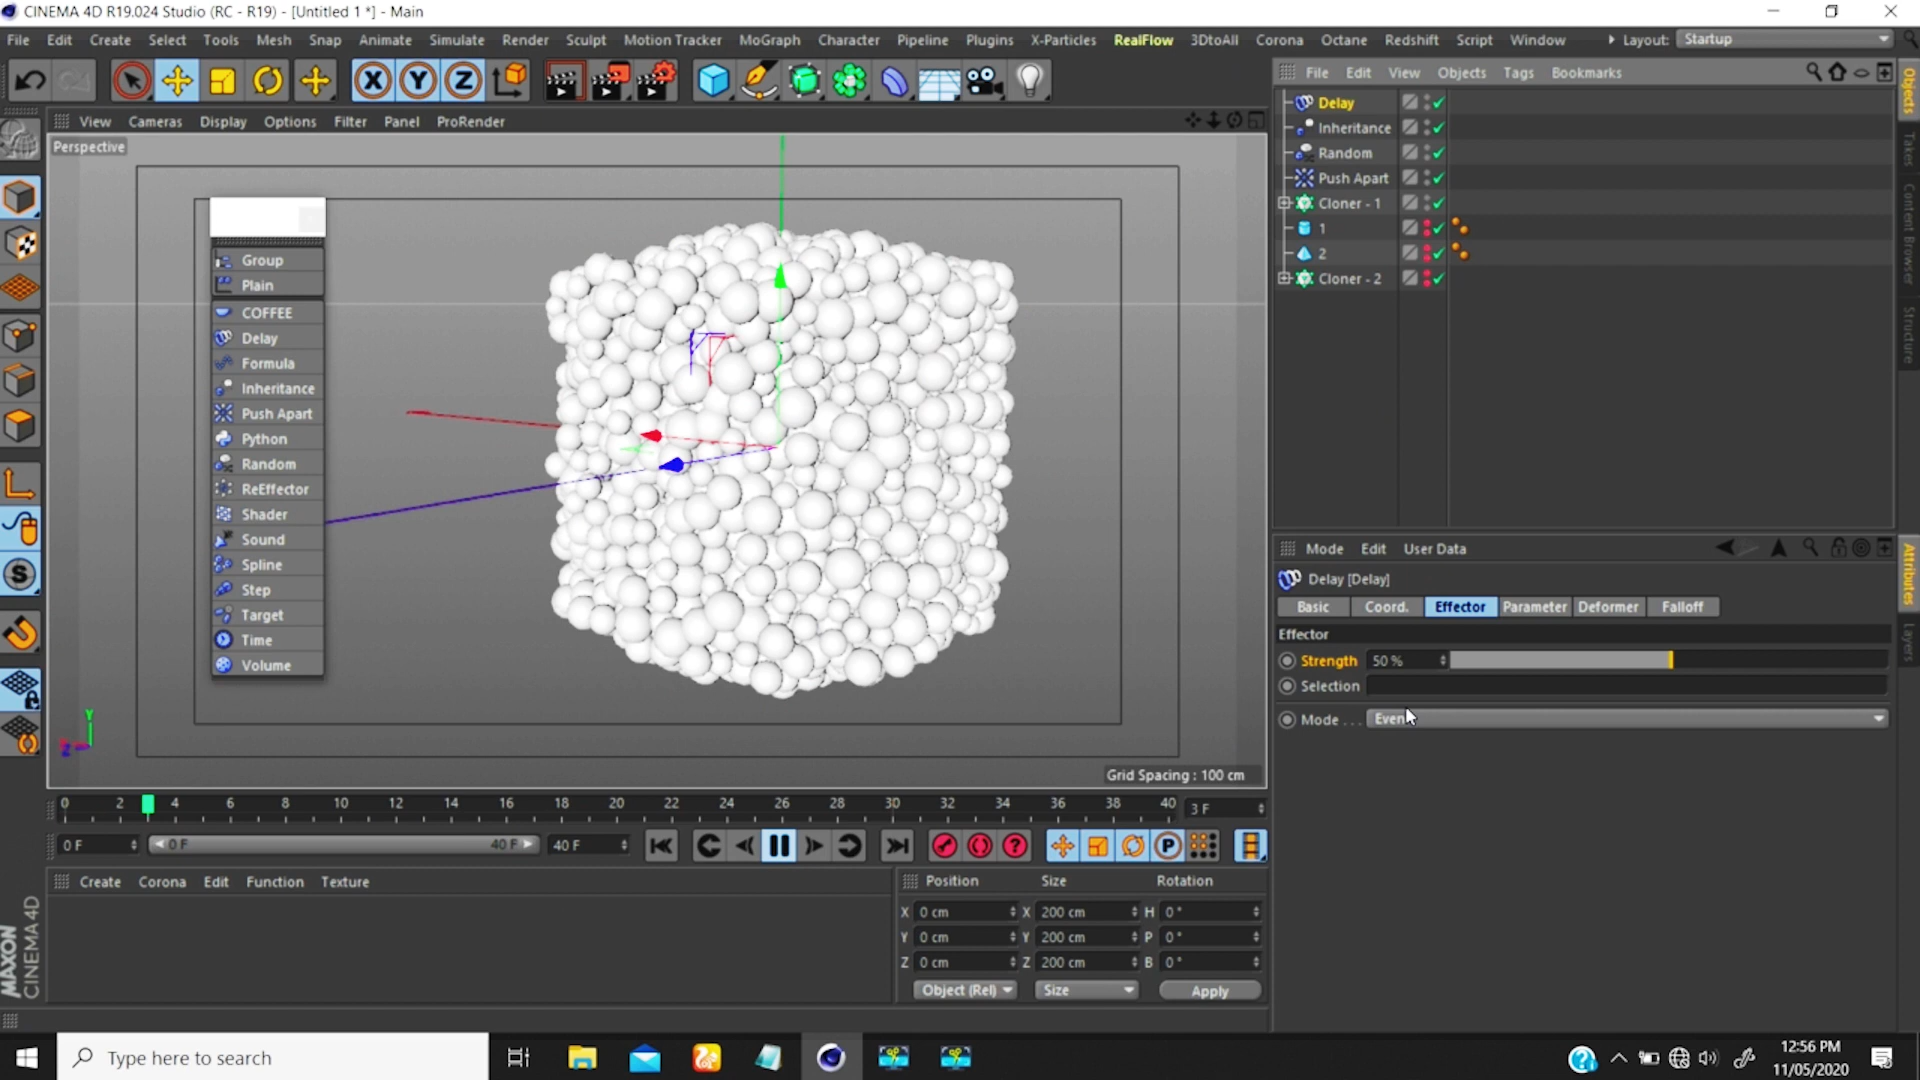 CINEMA 4D R19.024 Studio (RC - R19) - [Untitled 1 *] - Main
File Edit Create Select Tools Mesh Snap Animate Simulate Render Sculpt Motion Tracker MoGraph Character Pipeline Plugins X-Particles RealFlow 3DtoAll Corona Octane Redshift Script Window Layout: Startup
X Y Z
View Cameras Display Options Filter Panel ProRender
Perspective
Group
Plain
COFFEE
Delay
Formula
Inheritance
Push Apart
Python
Random
ReEffector
Shader
Sound
Spline
Step
Target
Time
Volume
Y
Z
S
Grid Spacing : 100 cm
0 2 4 6 8 10 12 14 16 18 20 22 24 26 28 30 32 34 36 38 40 3 F
0 F 0 F 40 F 40 F ? P
Create Corona Edit Function Texture
Position Size Rotation
X 0 cm X 200 cm H 0 °
Y 0 cm Y 200 cm P 0 °
Z 0 cm Z 200 cm B 0 °
Object (Rel) Size Apply
MAXON
CINEMA 4D
File Edit View Objects Tags Bookmarks
Delay
Inheritance
Random
Push Apart
Cloner - 1
1
2
Cloner - 2
Objects
Takes
Content Browser
Structure
Mode Edit User Data
Delay [Delay]
Basic Coord. Effector Parameter Deformer Falloff
Effector
Strength 50 %
Selection
Mode . . .
Attributes
Layers
Type here to search
12:56 PM
11/05/2020